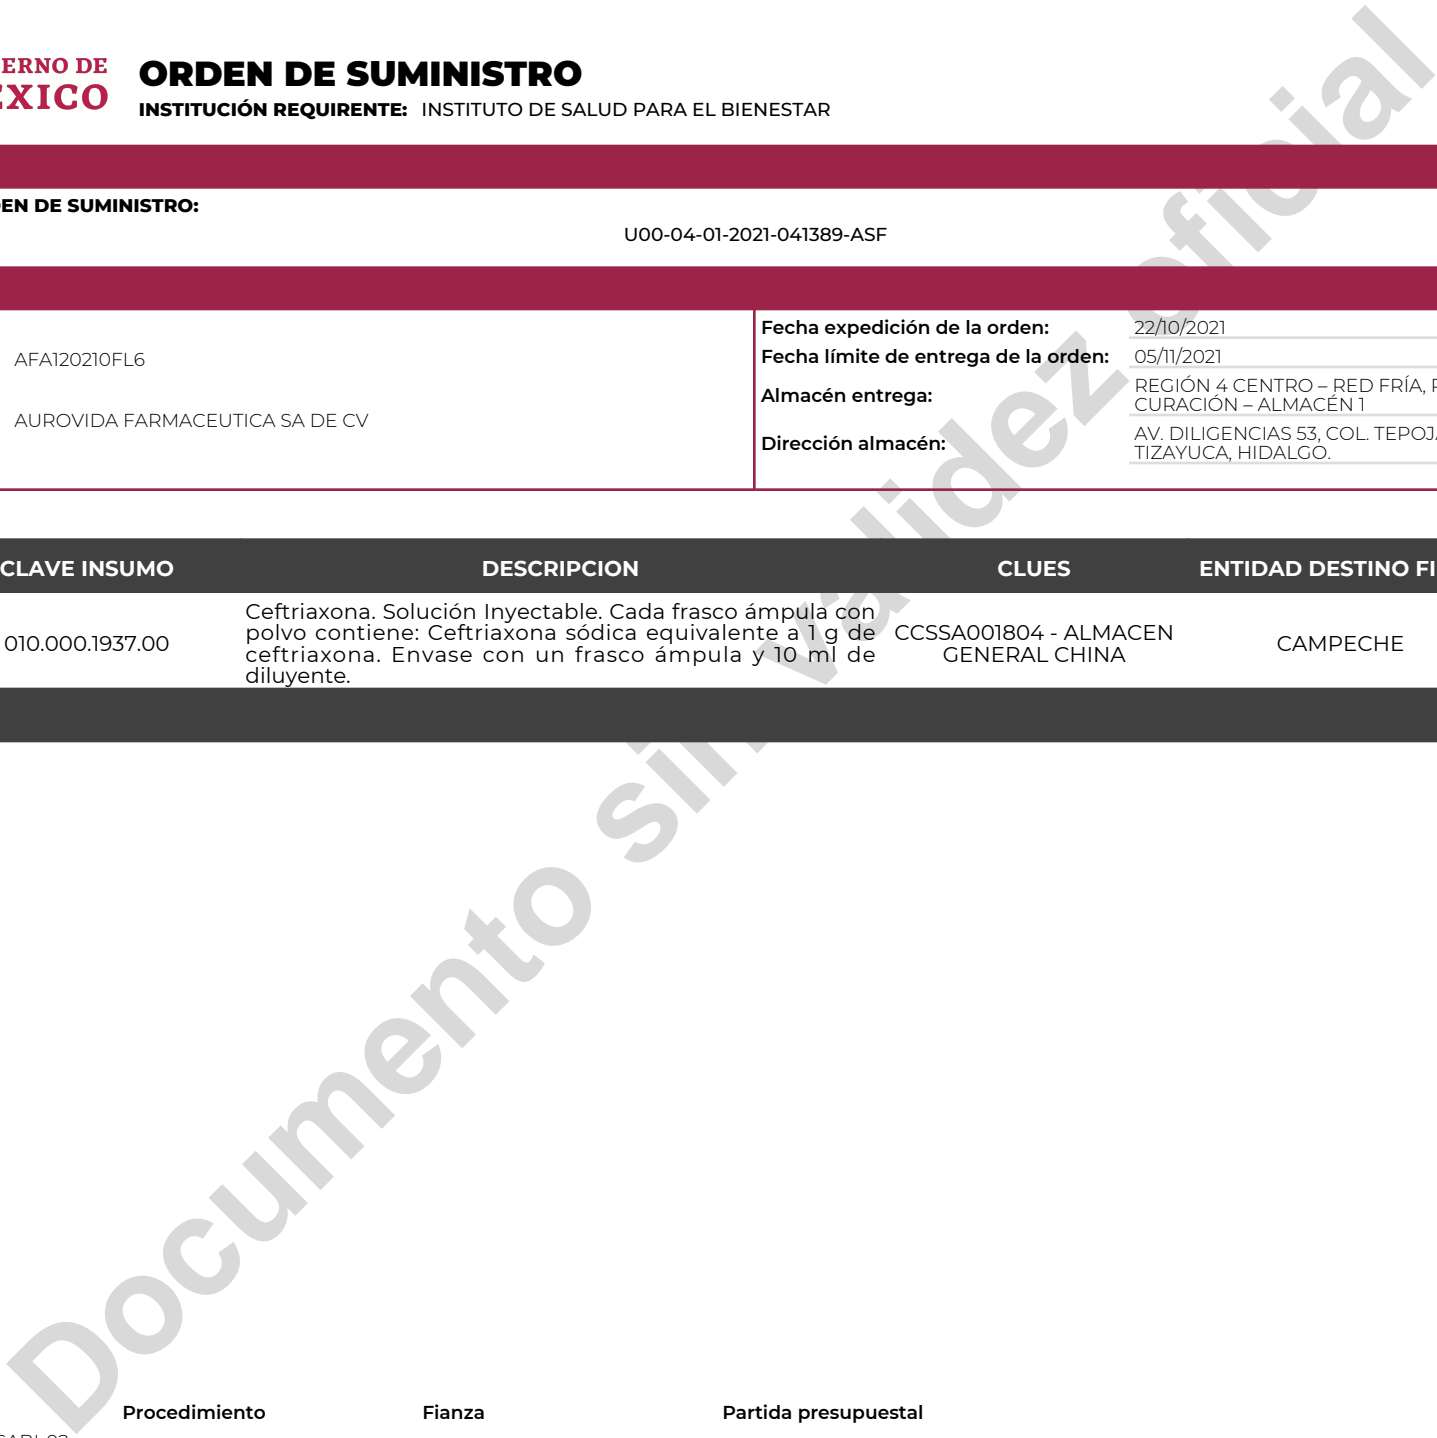 ERNO DE
ORDEN DE SUMINISTRO
EXICO
INSTITUCIÓN REQUIRENTE: INSTITUTO DE SALUD PARA EL BIENESTAR
EN DE SUMINISTRO:
U00-04-01-2021-041389-ASF
AFA120210FL6
AUROVIDA FARMACEUTICA SA DE CV
Fecha expedición de la orden: 22/10/2021
Fecha límite de entrega de la orden: 05/11/2021
Almacén entrega: REGIÓN 4 CENTRO – RED FRÍA,
CURACIÓN – ALMACÉN 1
Dirección almacén: AV. DILIGENCIAS 53, COL. TEPOJA
TIZAYUCA, HIDALGO.
CLAVE INSUMO DESCRIPCION CLUES ENTIDAD DESTINO FI
010.000.1937.00
Ceftriaxona. Solución Inyectable. Cada frasco ámpula con
polvo contiene: Ceftriaxona sódica equivalente a 1 g de
ceftriaxona. Envase con un frasco ámpula y 10 ml de
diluyente.
CCSSA001804 - ALMACEN
GENERAL CHINA
CAMPECHE
Documento sin validez oficial
Procedimiento Fianza Partida presupuestal